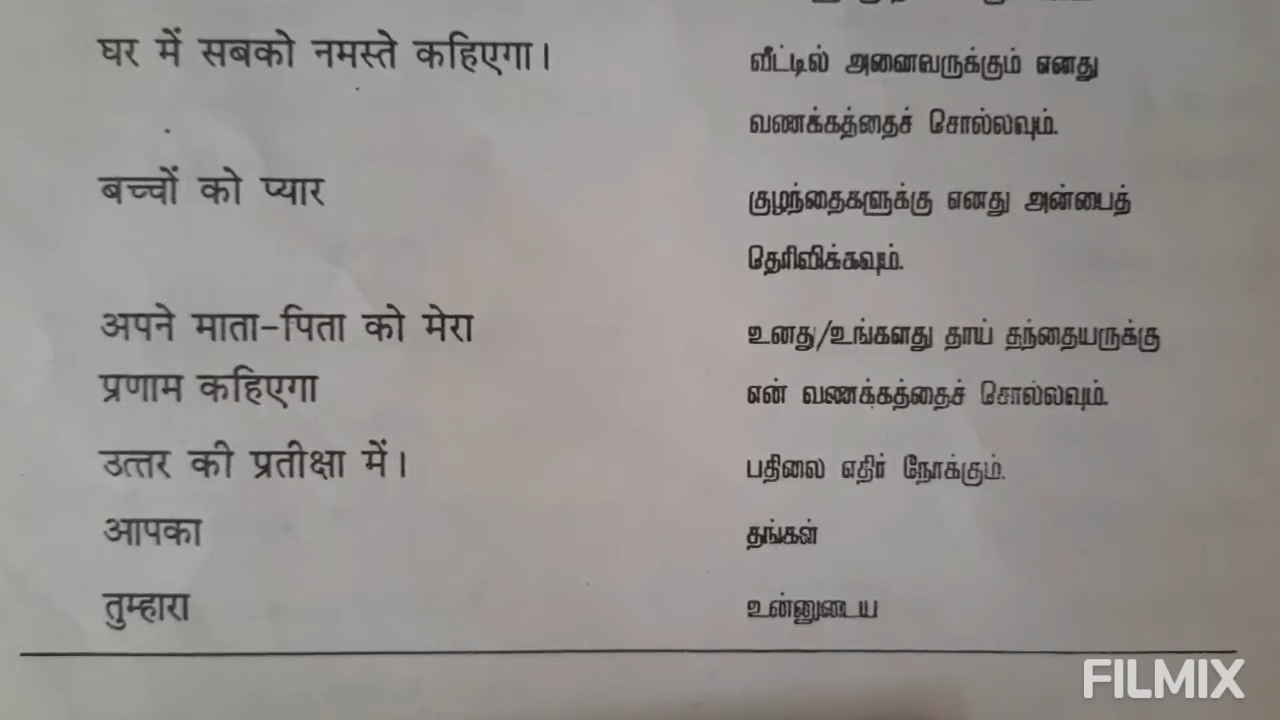 घर में सबको नमस्ते कहिएगा।
வீட்டில் அனைவருக்கும் எனது
வணக்கத்தைச் சொல்லவும்.
बच्चों को प्यार
குழந்தைகளுக்கு எனது அன்பைத்
தெரிவிக்கவும்.
अपने माता-पिता को मेरा
உனது/உங்களது தாய் தந்தையருக்கு
प्रणाम कहिएगा
என் வணக்கத்தைச் சொல்லவும்.
उत्तर की प्रतीक्षा में।
பதிலை எதிர் நோக்கும்.
आपका
தங்கள்
तुम्हारा
உன்னுடைய
FILMIX